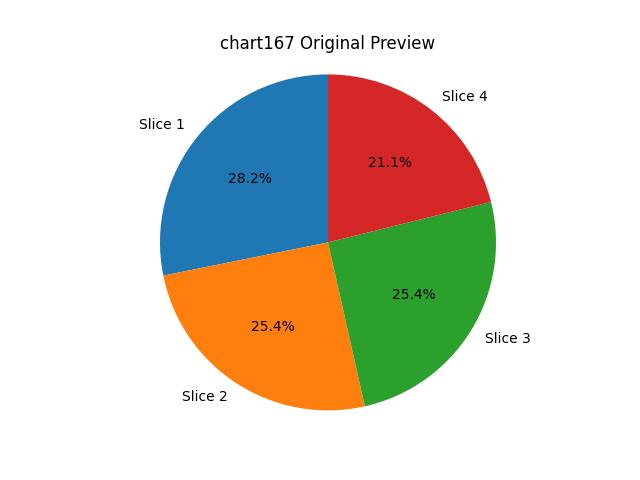 chart167 Original Preview
Slice 4
Slice 1
21.1%
28.2%
25.4%
25.4%
Slice 3
Slice 2